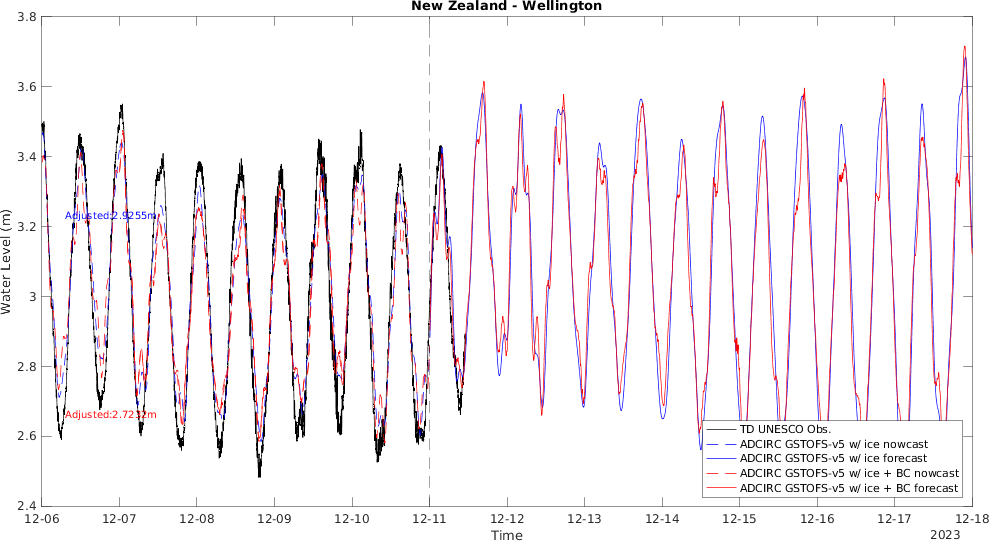 New Zealand - Wellington
3.8
3.6
3.4
3.2
3
2.8
2.6
2.4
Water Level (m)
Adjusted:2.9255m
Adjusted:2.7232m
TD UNESCO Obs.
ADCIRC GSTOFS-v5 w/ ice nowcast
ADCIRC GSTOFS-v5 w/ ice forecast
ADCIRC GSTOFS-v5 w/ ice + BC nowcast
ADCIRC GSTOFS-v5 w/ ice + BC forecast
12-06 12-07 12-08 12-09 12-10 12-11 12-12 12-13 12-14 12-15 12-16 12-17 12-18
Time
2023